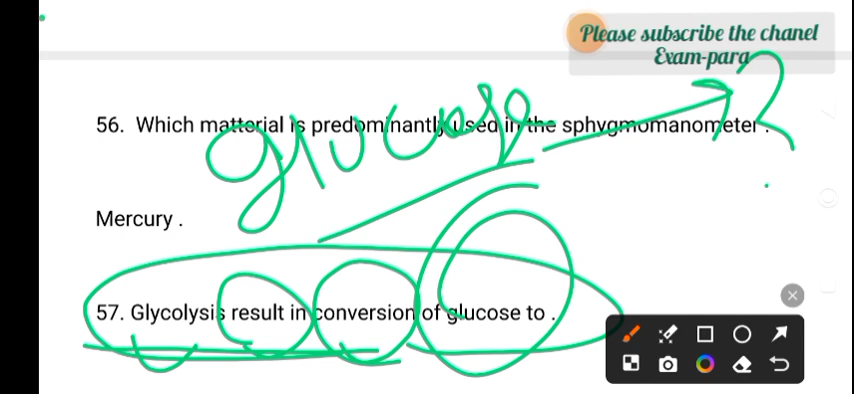 Please subscribe the chanel
Exam-para
56. Which matterial is predominantly used in the sphygmomanometer .
glucose ?
Mercury .
57. Glycolysis result in conversion of glucose to .